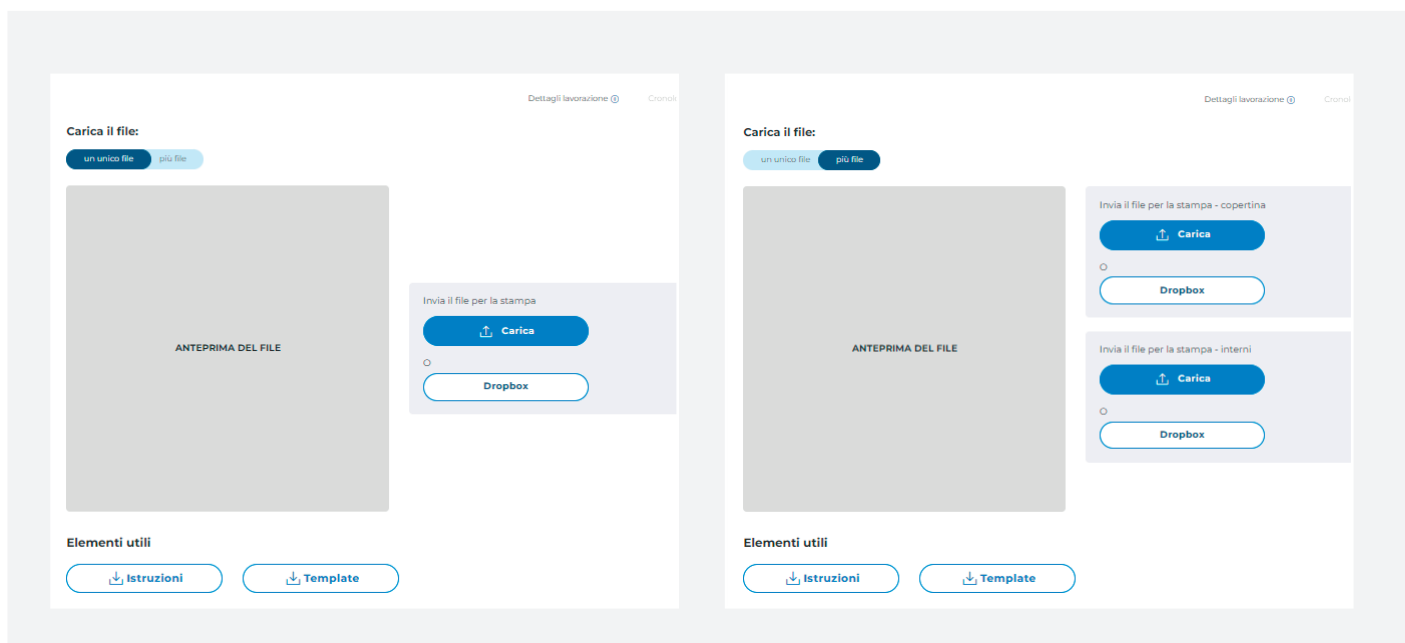 Dettagli lavorazione
Carica il file:
un unico file
più file
ANTEPRIMA DEL FILE
Invia il file per la stampa
Carica
O
Dropbox
Elementi utili
Istruzioni
Template
Dettagli lavorazione
Carica il file:
un unico file
più file
ANTEPRIMA DEL FILE
Invia il file per la stampa - copertina
Carica
O
Dropbox
Invia il file per la stampa - interni
Carica
O
Dropbox
Elementi utili
Istruzioni
Template